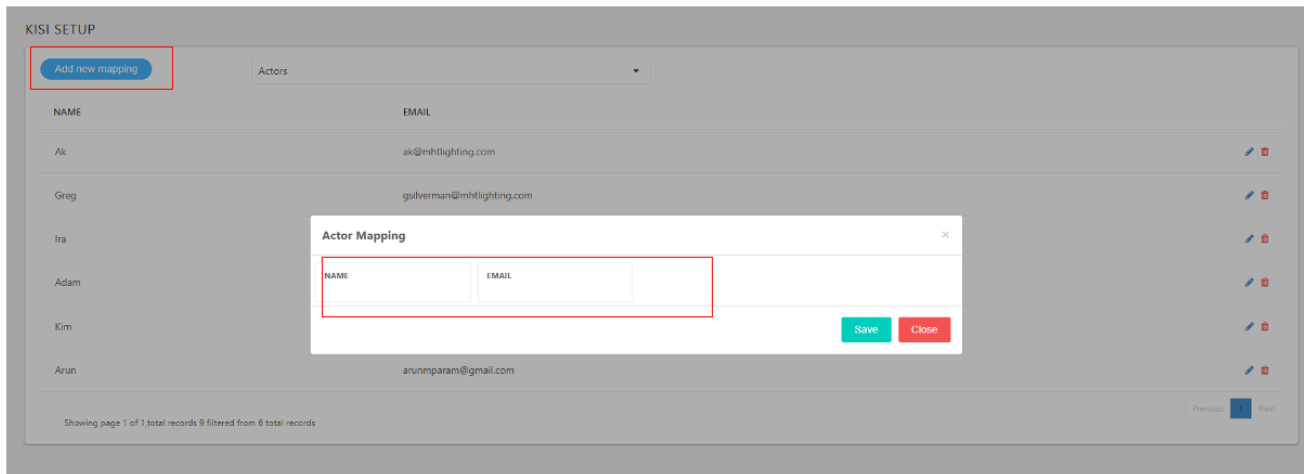 KISI SETUP
Add new mapping Actors
NAME EMAIL
Ak ak@mhtlighting.com
Greg gsilverman@mhtlighting.com
Ira
Actor Mapping ×
NAME EMAIL
Adam
Kim
Save Close
Arun arunmparam@gmail.com
Showing page 1 of 1,total records 9 filtered from 6 total records
Previous 1 Next